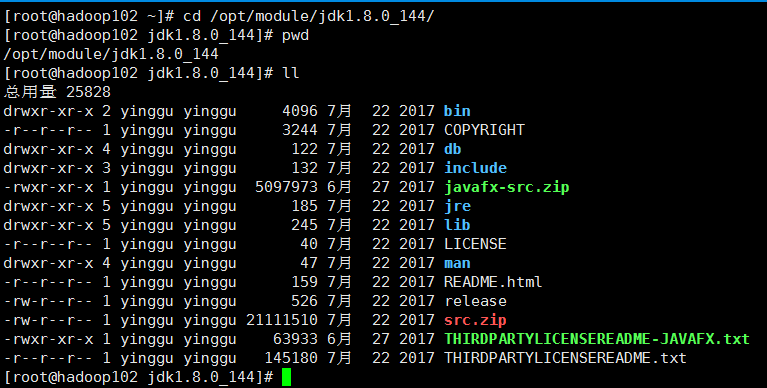 [root@hadoop102 ~]# cd /opt/module/jdk1.8.0_144/
[root@hadoop102 jdk1.8.0_144]# pwd
/opt/module/jdk1.8.0_144
[root@hadoop102 jdk1.8.0_144]# ll
总用量 25828
drwxr-xr-x 2 yinggu yinggu     4096 7月  22 2017 bin
-r--r--r-- 1 yinggu yinggu     3244 7月  22 2017 COPYRIGHT
drwxr-xr-x 4 yinggu yinggu      122 7月  22 2017 db
drwxr-xr-x 3 yinggu yinggu      132 7月  22 2017 include
-rwxr-xr-x 1 yinggu yinggu  5097973 6月  27 2017 javafx-src.zip
drwxr-xr-x 5 yinggu yinggu      185 7月  22 2017 jre
drwxr-xr-x 5 yinggu yinggu      245 7月  22 2017 lib
-r--r--r-- 1 yinggu yinggu       40 7月  22 2017 LICENSE
drwxr-xr-x 4 yinggu yinggu       47 7月  22 2017 man
-r--r--r-- 1 yinggu yinggu      159 7月  22 2017 README.html
-rw-r--r-- 1 yinggu yinggu      526 7月  22 2017 release
-rw-r--r-- 1 yinggu yinggu 21111510 7月  22 2017 src.zip
-rwxrwxr-x 1 yinggu yinggu    63933 6月  27 2017 THIRDPARTYLICENSEREADME-JAVAFX.txt
-r--r--r-- 1 yinggu yinggu   145180 7月  22 2017 THIRDPARTYLICENSEREADME.txt
[root@hadoop102 jdk1.8.0_144]#